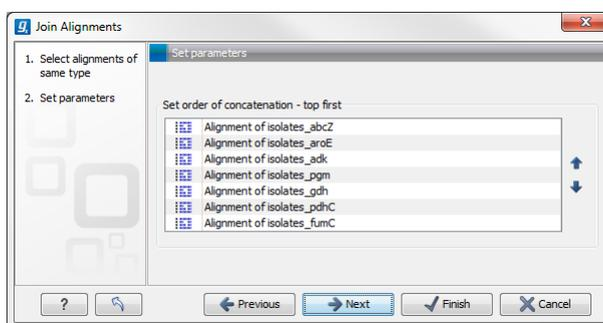 Join Alignments
1. Select alignments of
same type
2. Set parameters
Set parameters
Set order of concatenation - top first
Alignment of isolates_abcZ
Alignment of isolates_aroE
Alignment of isolates_adk
Alignment of isolates_pgm
Alignment of isolates_gdh
Alignment of isolates_pdhC
Alignment of isolates_fumC
?
Previous
Next
Finish
Cancel